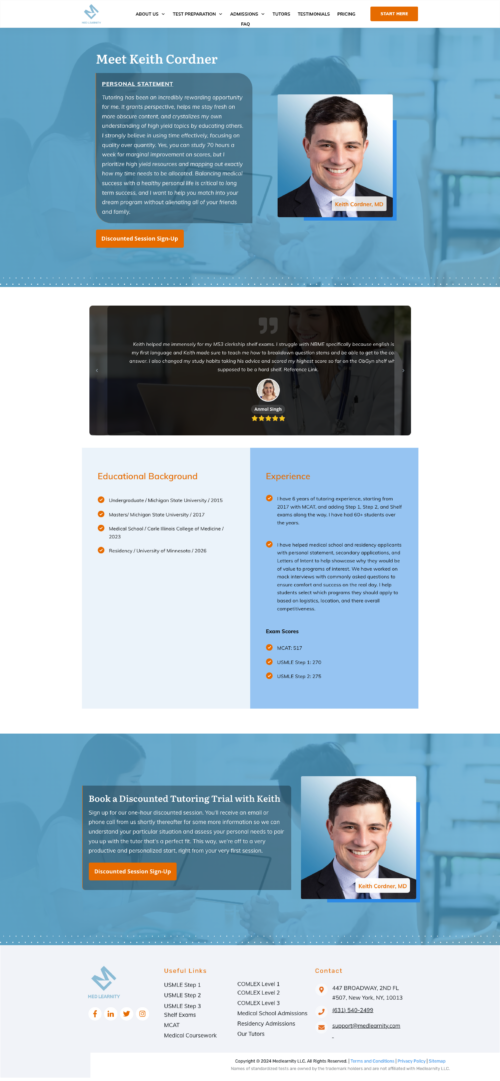 ABOUT US TEST PREPARATION ADMISSIONS TUTORS TESTIMONIALS PRICING
FAQ
START HERE
MED LEARNITY
Meet Keith Cordner
PERSONAL STATEMENT
Tutoring has been an incredibly rewarding opportunity
for me. It grants perspective, helps me stay fresh on
more obscure content, and crystalizes my own
understanding of high yield topics by educating others.
I strongly believe in using time effectively, focusing on
quality over quantity. Yes, you can study 70 hours a
week for marginal improvement on scores, but I
prioritize high yield resources and mapping out exactly
how my time needs to be allocated. Balancing medical
success with a healthy personal life is critical to long
term success, and I want to help you match into your
dream program without alienating all of your friends
and family.
Keith Cordner, MD
Discounted Session Sign-Up
Keith helped me immensely for my MS3 clerkship shelf exams. I struggle with NBME specifically because english is
my first language and Keith made sure to teach me how to breakdown question stems and be able to get to the co
answer. I also changed my study habits taking his advice and scored my highest score so far on the ObGyn shelf wh
supposed to be a hard shelf. Reference Link
Anmol Singh
Educational Background
Undergraduate / Michigan State University / 2015
Masters/ Michigan State University / 2017
Medical School / Carle Illinois College of Medicine /
2023
Residency / University of Minnesota / 2026
Experience
I have 6 years of tutoring experience, starting from
2017 with MCAT, and adding Step 1, Step 2, and Shelf
exams along the way. I have had 60+ students over
the years.
I have helped medical school and residency applicants
with personal statement, secondary applications, and
Letters of Intent to help showcase why they would be
of value to programs of interest. We have worked on
mock interviews with commonly asked questions to
ensure comfort and success on the real day. I help
students select which programs they should apply to
based on logistics, location, and there overall
competitiveness.
Exam Scores
MCAT: 517
USMLE Step 1: 270
USMLE Step 2: 275
Book a Discounted Tutoring Trial with Keith
Sign up for our one-hour discounted session. You'll receive an email or
phone call from us shortly thereafter for some more information so we can
understand your particular situation and assess your personal needs to pair
you up with the tutor that's a perfect fit. This way, we're off to a very
productive and personalized start, right from your very first session.
Discounted Session Sign-Up
Keith Cordner, MD
MED LEARNITY
Useful Links
USMLE Step 1
USMLE Step 2
USMLE Step 3
Shelf Exams
MCAT
Medical Coursework
COMLEX Level 1
COMLEX Level 2
COMLEX Level 3
Medical School Admissions
Residency Admissions
Our Tutors
Contact
447 BROADWAY, 2ND FL
#507, New York, NY, 10013
(631) 540-2499
support@medlearnity.com
Copyright © 2024 Medlearnity LLC. All Rights Reserved. | Terms and Conditions | Privacy Policy | Sitemap
Names of standardized tests are owned by the trademark holders and are not affiliated with Medlearnity LLC.